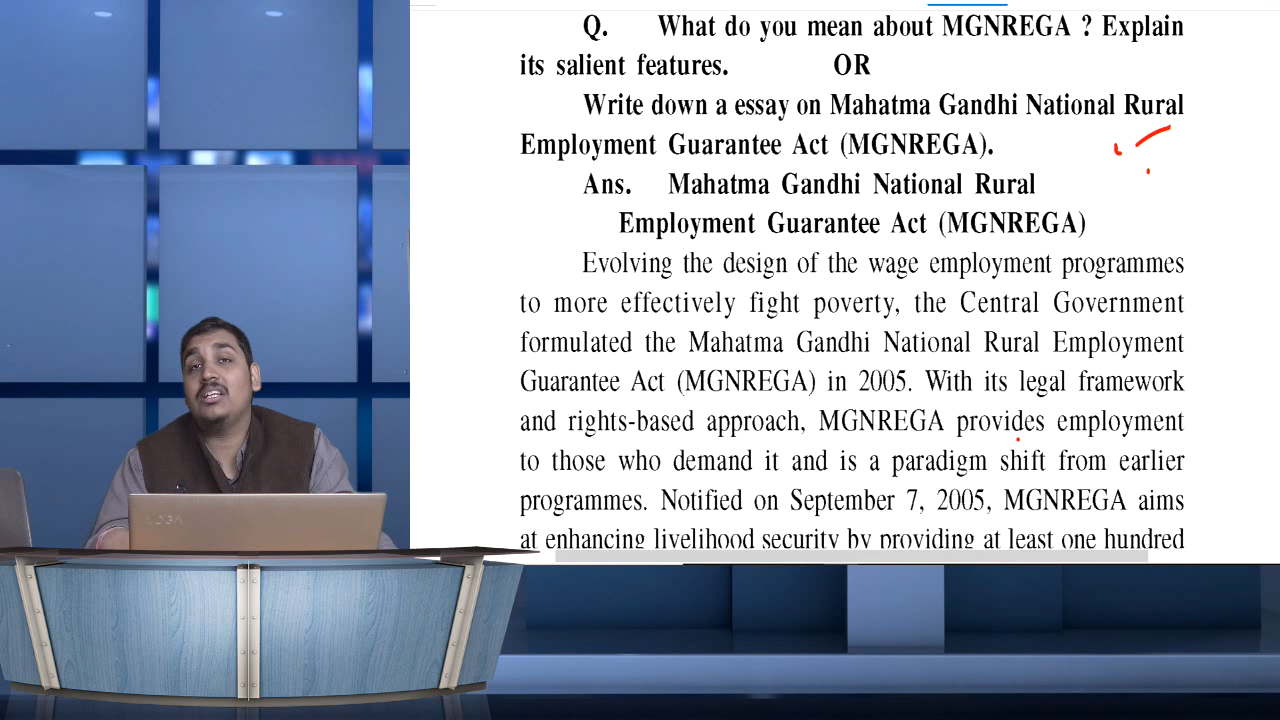 Q. What do you mean about MGNREGA ? Explain
its salient features. OR
Write down a essay on Mahatma Gandhi National Rural
Employment Guarantee Act (MGNREGA).
Ans. Mahatma Gandhi National Rural
Employment Guarantee Act (MGNREGA)
Evolving the design of the wage employment programmes
to more effectively fight poverty, the Central Government
formulated the Mahatma Gandhi National Rural Employment
Guarantee Act (MGNREGA) in 2005. With its legal framework
and rights-based approach, MGNREGA provides employment
to those who demand it and is a paradigm shift from earlier
programmes. Notified on September 7, 2005, MGNREGA aims
at enhancing livelihood security by providing at least one hundred
YOGA